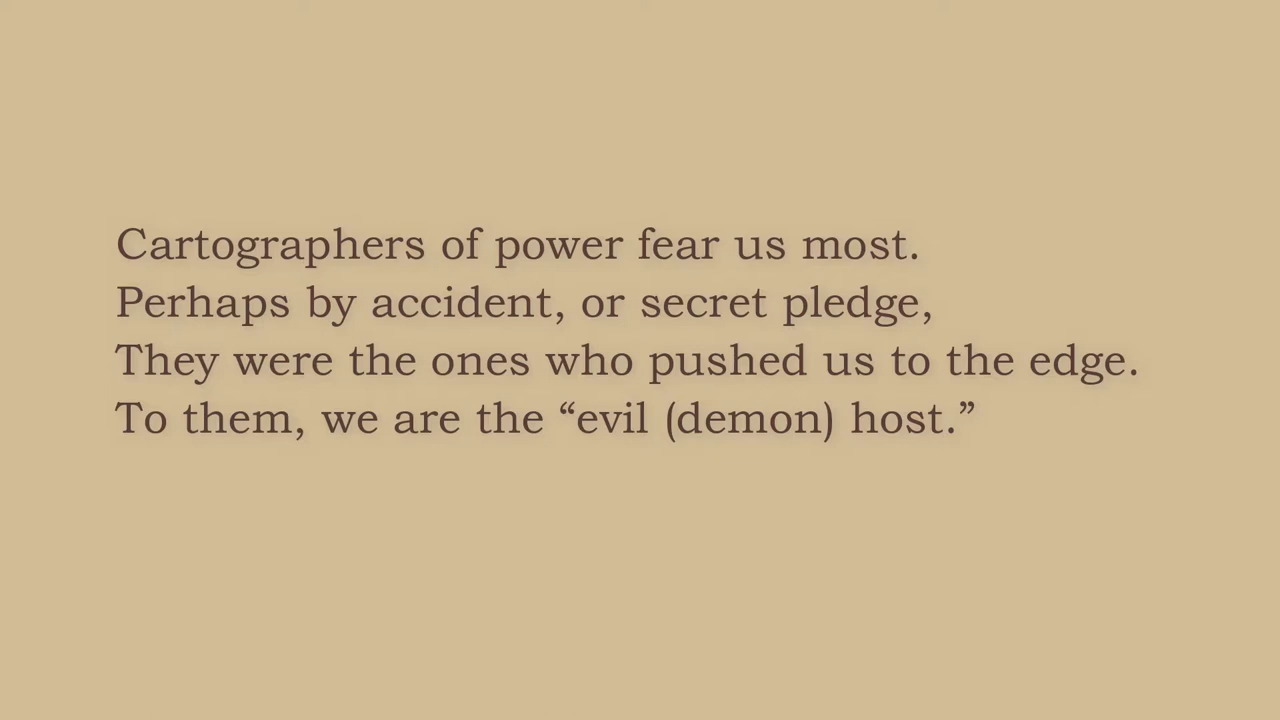 Cartographers of power fear us most.
Perhaps by accident, or secret pledge,
They were the ones who pushed us to the edge.
To them, we are the “evil (demon) host.”